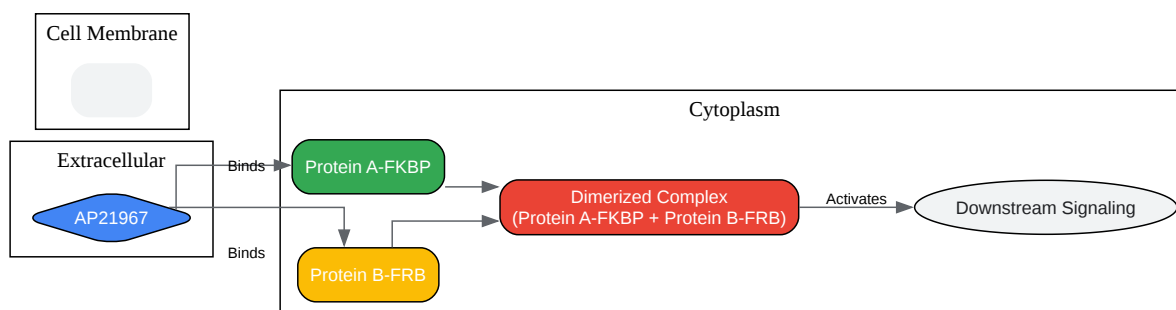 Cell Membrane
Extracellular
AP21967
Binds
Binds
Cytoplasm
Protein A-FKBP
Protein B-FRB
Dimerized Complex
(Protein A-FKBP + Protein B-FRB)
Activates
Downstream Signaling